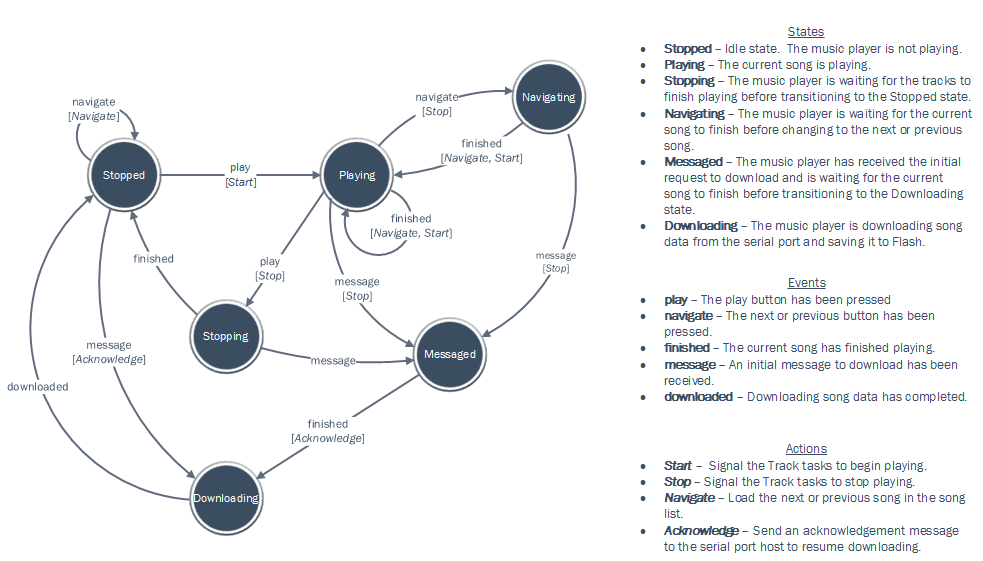 navigate
[Navigate]
Stopped
play
[Start]
Playing
navigate
[Stop]
Navigating
finished
[Navigate, Start]
finished
[Navigate, Start]
play
[Stop]
message
[Stop]
message
[Stop]
finished
Stopping
message
Messaged
message
[Acknowledge]
downloaded
finished
[Acknowledge]
Downloading
States
• Stopped – Idle state. The music player is not playing.
• Playing – The current song is playing.
• Stopping – The music player is waiting for the tracks to
finish playing before transitioning to the Stopped state.
• Navigating – The music player is waiting for the current
song to finish before changing to the next or previous
song.
• Messaged – The music player has received the initial
request to download and is waiting for the current
song to finish before transitioning to the Downloading
state.
• Downloading – The music player is downloading song
data from the serial port and saving it to Flash.
Events
• play – The play button has been pressed
• navigate – The next or previous button has been
pressed.
• finished – The current song has finished playing.
• message – An initial message to download has been
received.
• downloaded – Downloading song data has completed.
Actions
• Start – Signal the Track tasks to begin playing.
• Stop – Signal the Track tasks to stop playing.
• Navigate – Load the next or previous song in the song
list.
• Acknowledge – Send an acknowledgement message
to the serial port host to resume downloading.